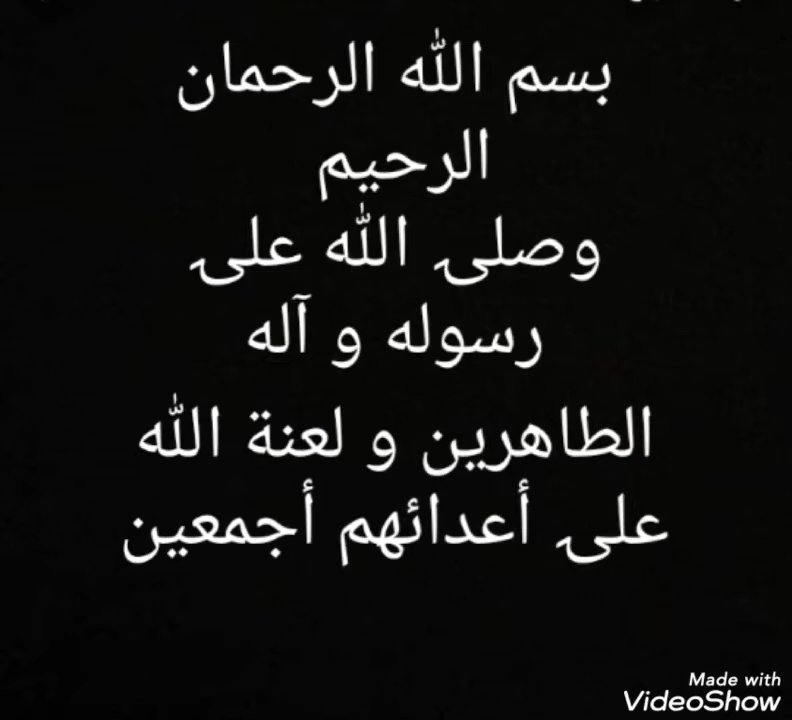 بسم الله الرحمان
الرحيم
وصلى الله على
رسوله و آله
الطاهرين و لعنة الله
على أعدائهم أجمعين
Made with
VideoShow